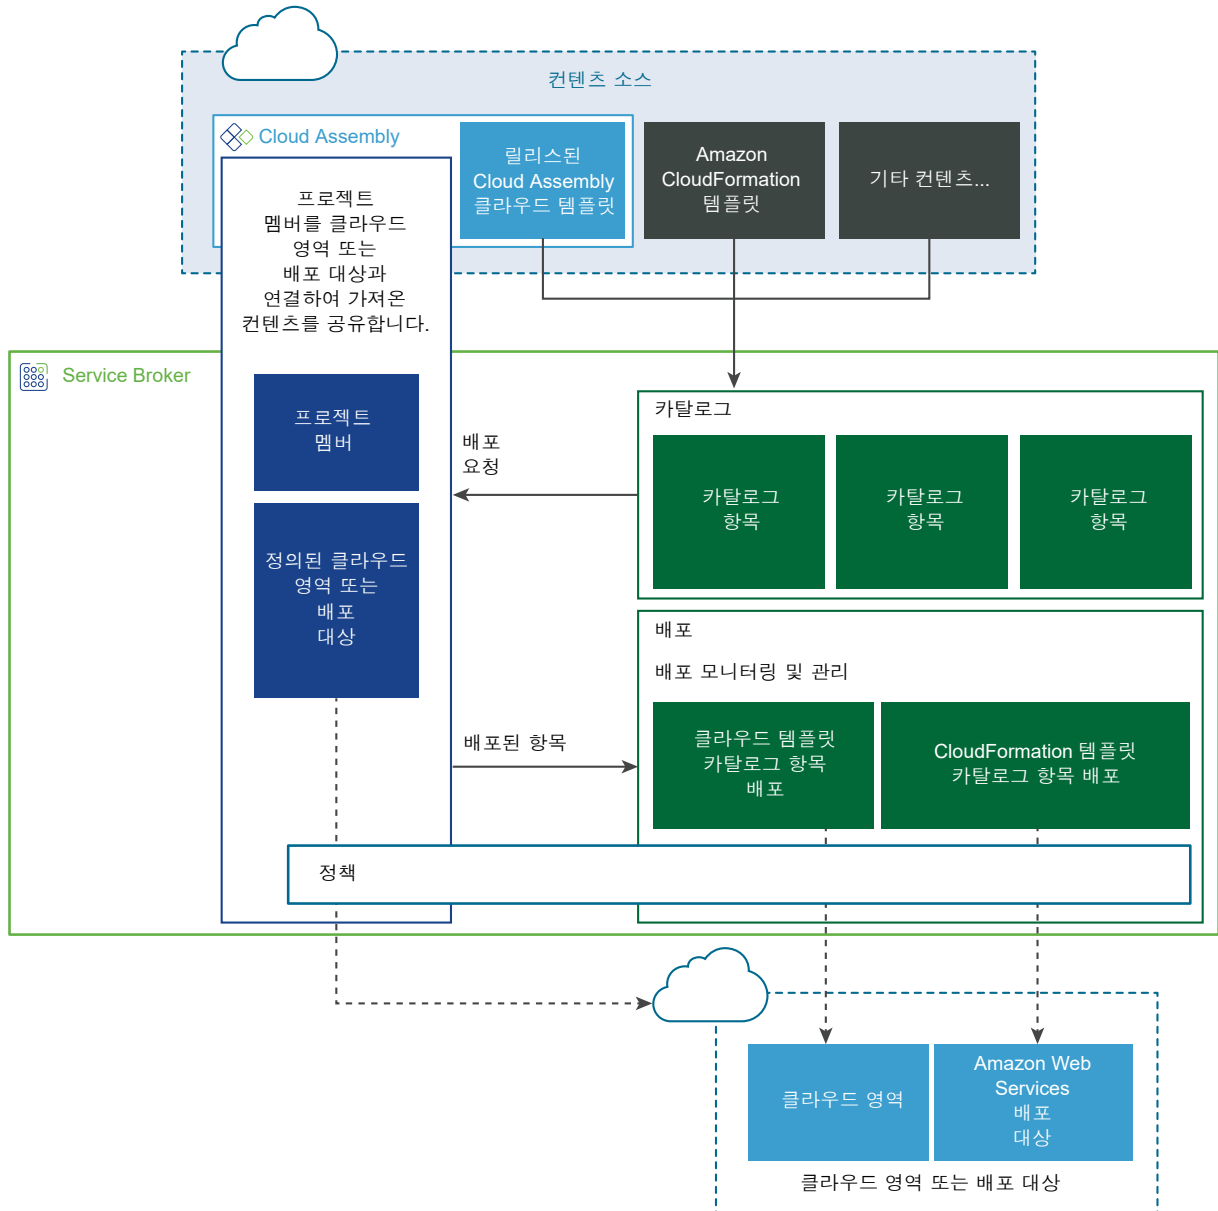 컨텐츠 소스
Cloud Assembly
릴리스된
Cloud Assembly
클라우드 템플릿
Amazon
CloudFormation
템플릿
기타 컨텐츠...
프로젝트
멤버를 클라우드
영역 또는
배포 대상과
연결하여 가져온
컨텐츠를 공유합니다.
Service Broker
프로젝트
멤버
정의된 클라우드
영역 또는
배포
대상
배포
요청
카탈로그
카탈로그
항목
카탈로그
항목
카탈로그
항목
배포
배포 모니터링 및 관리
배포된 항목
클라우드 템플릿
카탈로그 항목
배포
CloudFormation 템플릿
카탈로그 항목 배포
정책
클라우드 영역
Amazon Web
Services
배포
대상
클라우드 영역 또는 배포 대상